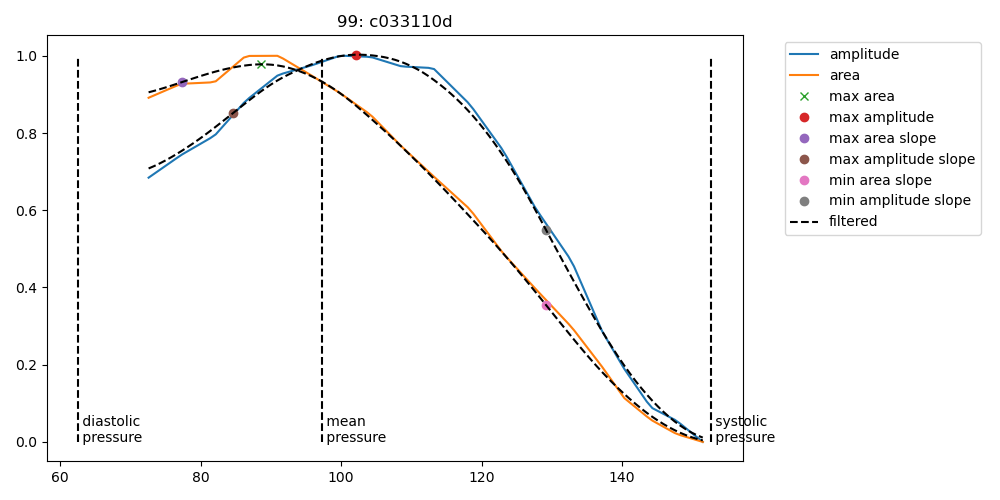 99: c033110d
1.0
0.8
0.6
0.4
0.2
0.0
60
80
100
120
140
diastolic
pressure
mean
pressure
systolic
pressure
amplitude
area
max area
max amplitude
max area slope
max amplitude slope
min area slope
min amplitude slope
filtered